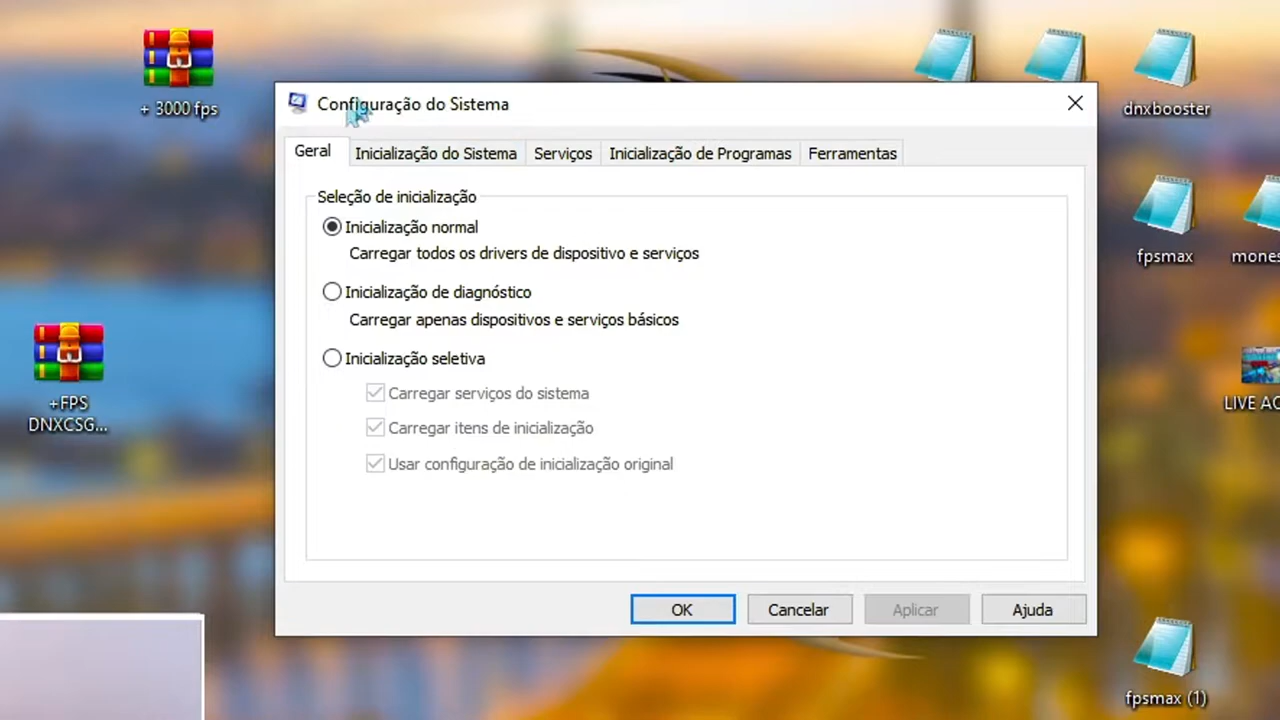 + 3000 fps
dnxbooster
Configuração do Sistema
Geral
Inicialização do Sistema
Serviços
Inicialização de Programas
Ferramentas
Seleção de inicialização
Inicialização normal
Carregar todos os drivers de dispositivo e serviços
fpsmax
mones
Inicialização de diagnóstico
Carregar apenas dispositivos e serviços básicos
Inicialização seletiva
Carregar serviços do sistema
Carregar itens de inicialização
Usar configuração de inicialização original
+FPS
DNXCSG...
LIVE AC
OK
Cancelar
Aplicar
Ajuda
fpsmax (1)